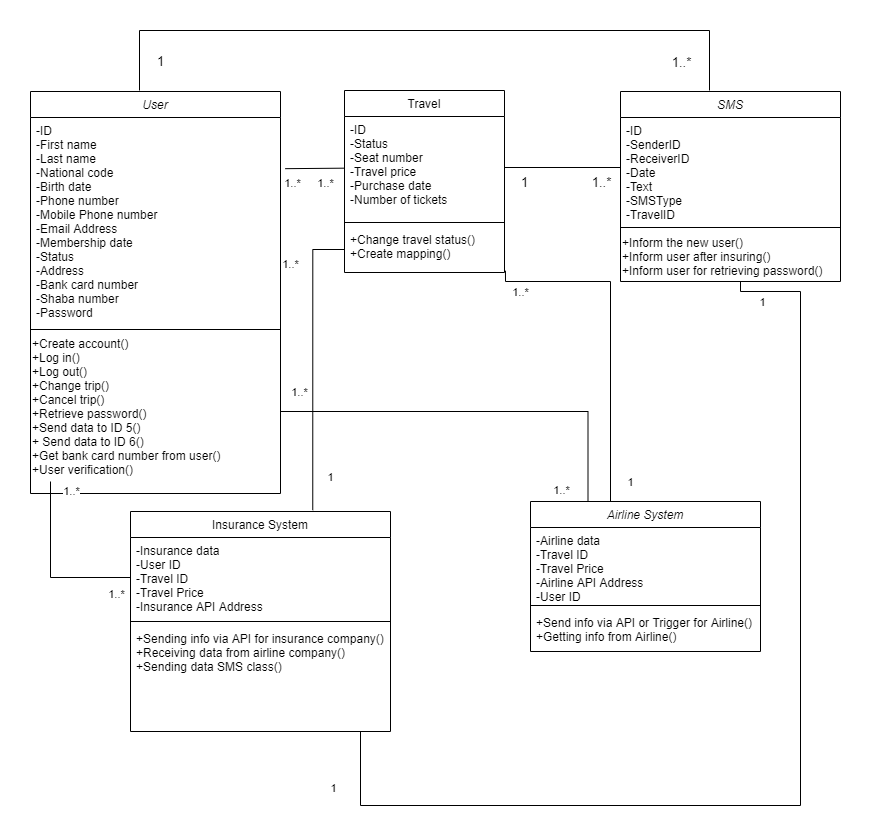 1
1..*
User
-ID
-First name
-Last name
-National code
-Birth date
-Phone number
-Mobile Phone number
-Email Address
-Membership date
-Status
-Address
-Bank card number
-Shaba number
-Password
+Create account()
+Log in()
+Log out()
+Change trip()
+Cancel trip()
+Retrieve password()
+Send data to ID 5()
+ Send data to ID 6()
+Get bank card number from user()
+User verification()
1..*
1..*
Travel
-ID
-Status
-Seat number
-Travel price
-Purchase date
-Number of tickets
+Change travel status()
+Create mapping()
1
1..*
SMS
-ID
-SenderID
-ReceiverID
-Date
-Text
-SMSType
-TravelID
+Inform the new user()
+Inform user after insuring()
+Inform user for retrieving password()
1..*
1..*
1
1..*
1
1
1..*
1..*
1..*
Insurance System
-Insurance data
-User ID
-Travel ID
-Travel Price
-Insurance API Address
+Sending info via API for insurance company()
+Receiving data from airline company()
+Sending data SMS class()
Airline System
-Airline data
-Travel ID
-Travel Price
-Airline API Address
-User ID
+Send info via API or Trigger for Airline()
+Getting info from Airline()
1